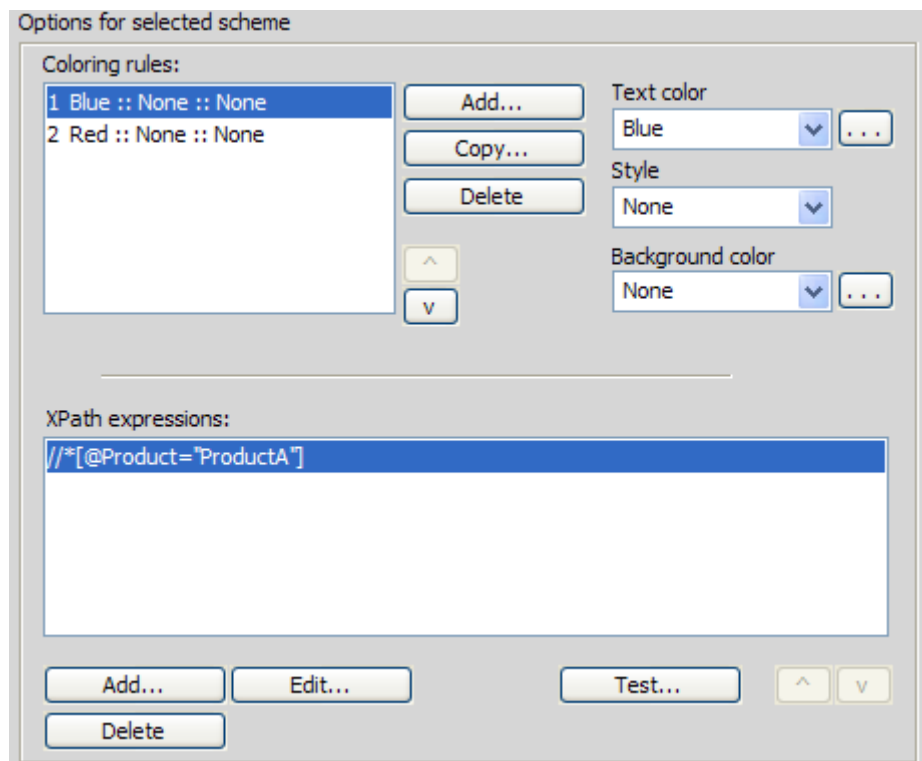 Options for selected scheme
Coloring rules:
1 Blue :: None :: None
2 Red :: None :: None
Add...
Copy...
Delete
^
v
Text color
Blue
...
Style
None
Background color
None
...
XPath expressions:
//*[@Product="ProductA"]
Add...
Edit...
Test...
^
v
Delete